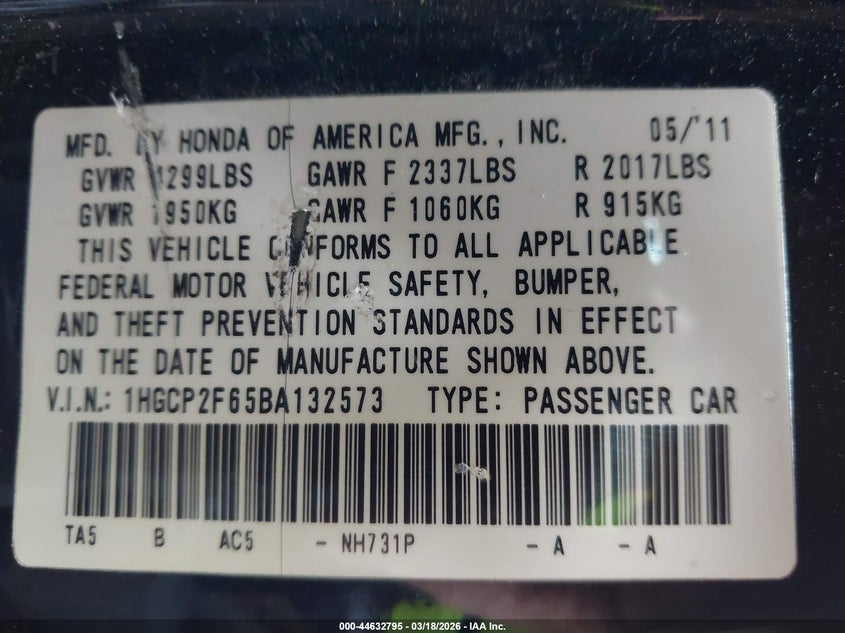 MFD. BY HONDA OF AMERICA MFG., INC. 05/'11
GVWR 4299LBS GAWR F 2337LBS R 2017LBS
GVWR 1950KG GAWR F 1060KG R 915KG
THIS VEHICLE CONFORMS TO ALL APPLICABLE
FEDERAL MOTOR VEHICLE SAFETY, BUMPER,
AND THEFT PREVENTION STANDARDS IN EFFECT
ON THE DATE OF MANUFACTURE SHOWN ABOVE.
V.I.N.: 1HGCP2F65BA132573 TYPE: PASSENGER CAR
TA5 B AC5 - NH731P - A - A
000-44632795 - 03/18/2026 - IAA Inc.